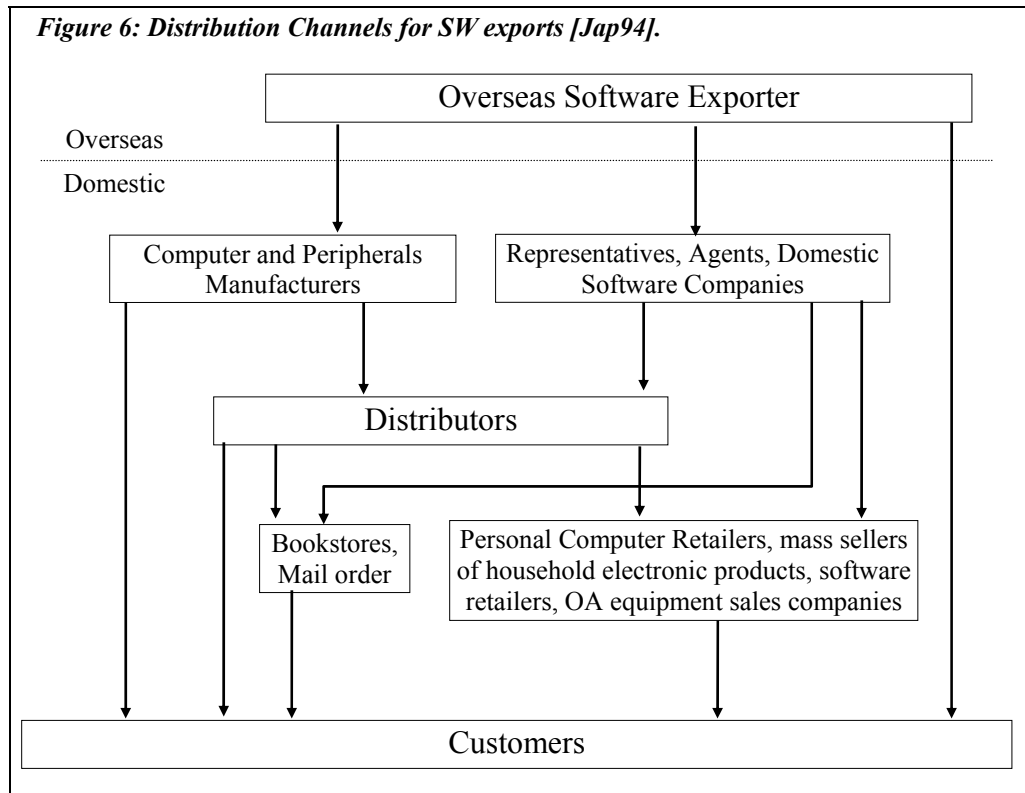 Figure 6: Distribution Channels for SW exports [Jap94].
Overseas Software Exporter
Overseas
Domestic
Computer and Peripherals
Manufacturers
Representatives, Agents, Domestic
Software Companies
Distributors
Bookstores,
Mail order
Personal Computer Retailers, mass sellers
of household electronic products, software
retailers, OA equipment sales companies
Customers